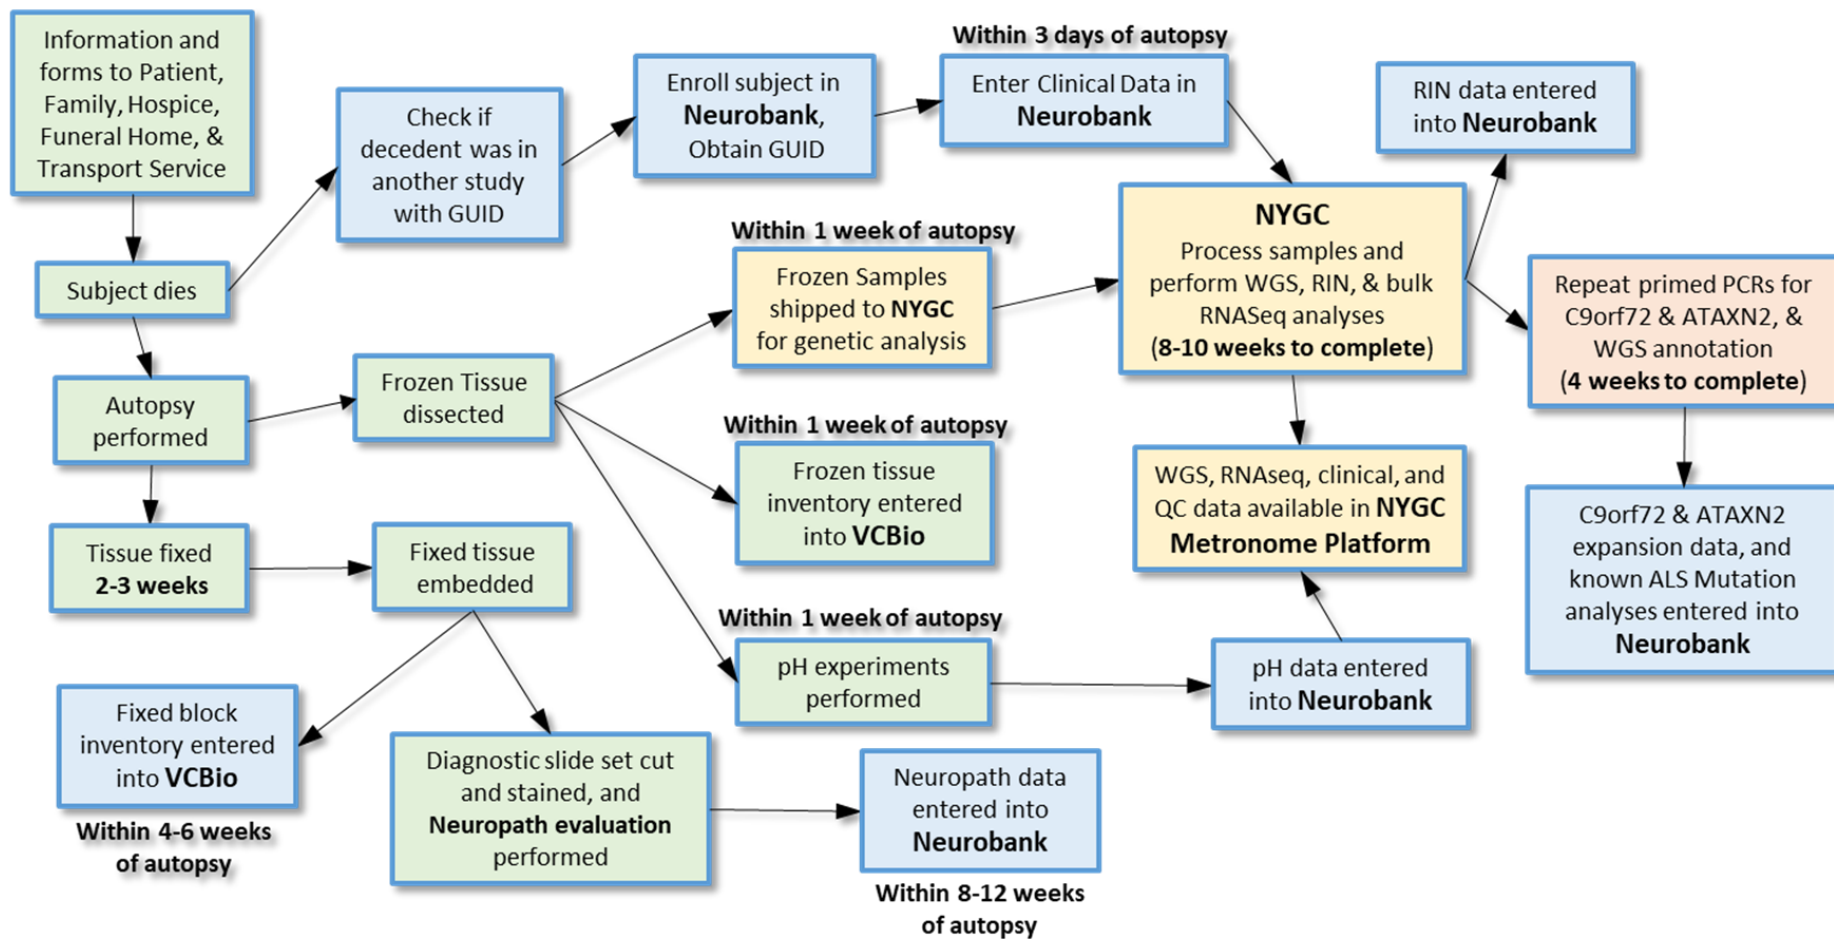 Information and
forms to Patient,
Family, Hospice,
Funeral Home, &
Transport Service
Subject dies
Check if
decedent was in
another study
with GUID
Enroll subject in
Neurobank,
Obtain GUID
Within 3 days of autopsy
Enter Clinical Data in
Neurobank
RIN data entered
into Neurobank
NYGC
Process samples and
perform WGS, RIN, & bulk
RNASeq analyses
(8-10 weeks to complete)
Repeat primed PCRs for
C9orf72 & ATAXN2, &
WGS annotation
(4 weeks to complete)
Within 1 week of autopsy
Frozen Samples
shipped to NYGC
for genetic analysis
Autopsy
performed
Frozen Tissue
dissected
Within 1 week of autopsy
Frozen tissue
inventory entered
into VCBio
WGS, RNAseq, clinical, and
QC data available in NYGC
Metronome Platform
C9orf72 & ATAXN2
expansion data, and
known ALS Mutation
analyses entered into
Neurobank
Tissue fixed
2-3 weeks
Fixed tissue
embedded
Within 1 week of autopsy
pH experiments
performed
pH data entered
into Neurobank
Fixed block
inventory entered
into VCBio
Within 4-6 weeks
of autopsy
Diagnostic slide set cut
and stained, and
Neuropath evaluation
performed
Neuropath data
entered into
Neurobank
Within 8-12 weeks
of autopsy